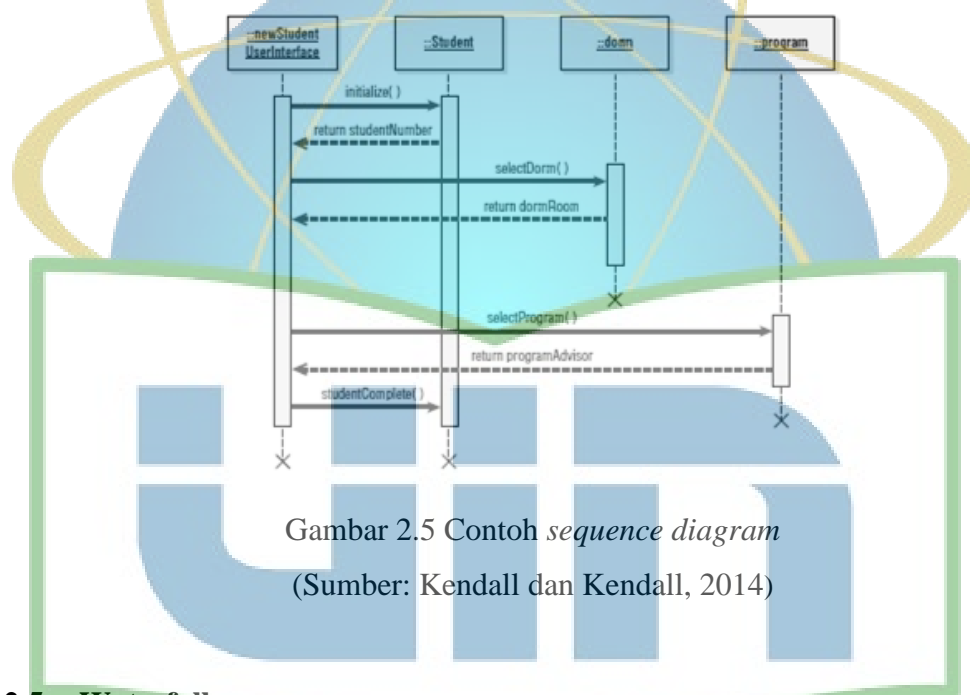 ::newStudent
UserInterface
::Student
::dorm
::program
initialize( )
return studentNumber
selectDorm( )
return dormRoom
selectProgram( )
return programAdvisor
studentComplete( )
Gambar 2.5 Contoh sequence diagram
(Sumber: Kendall dan Kendall, 2014)